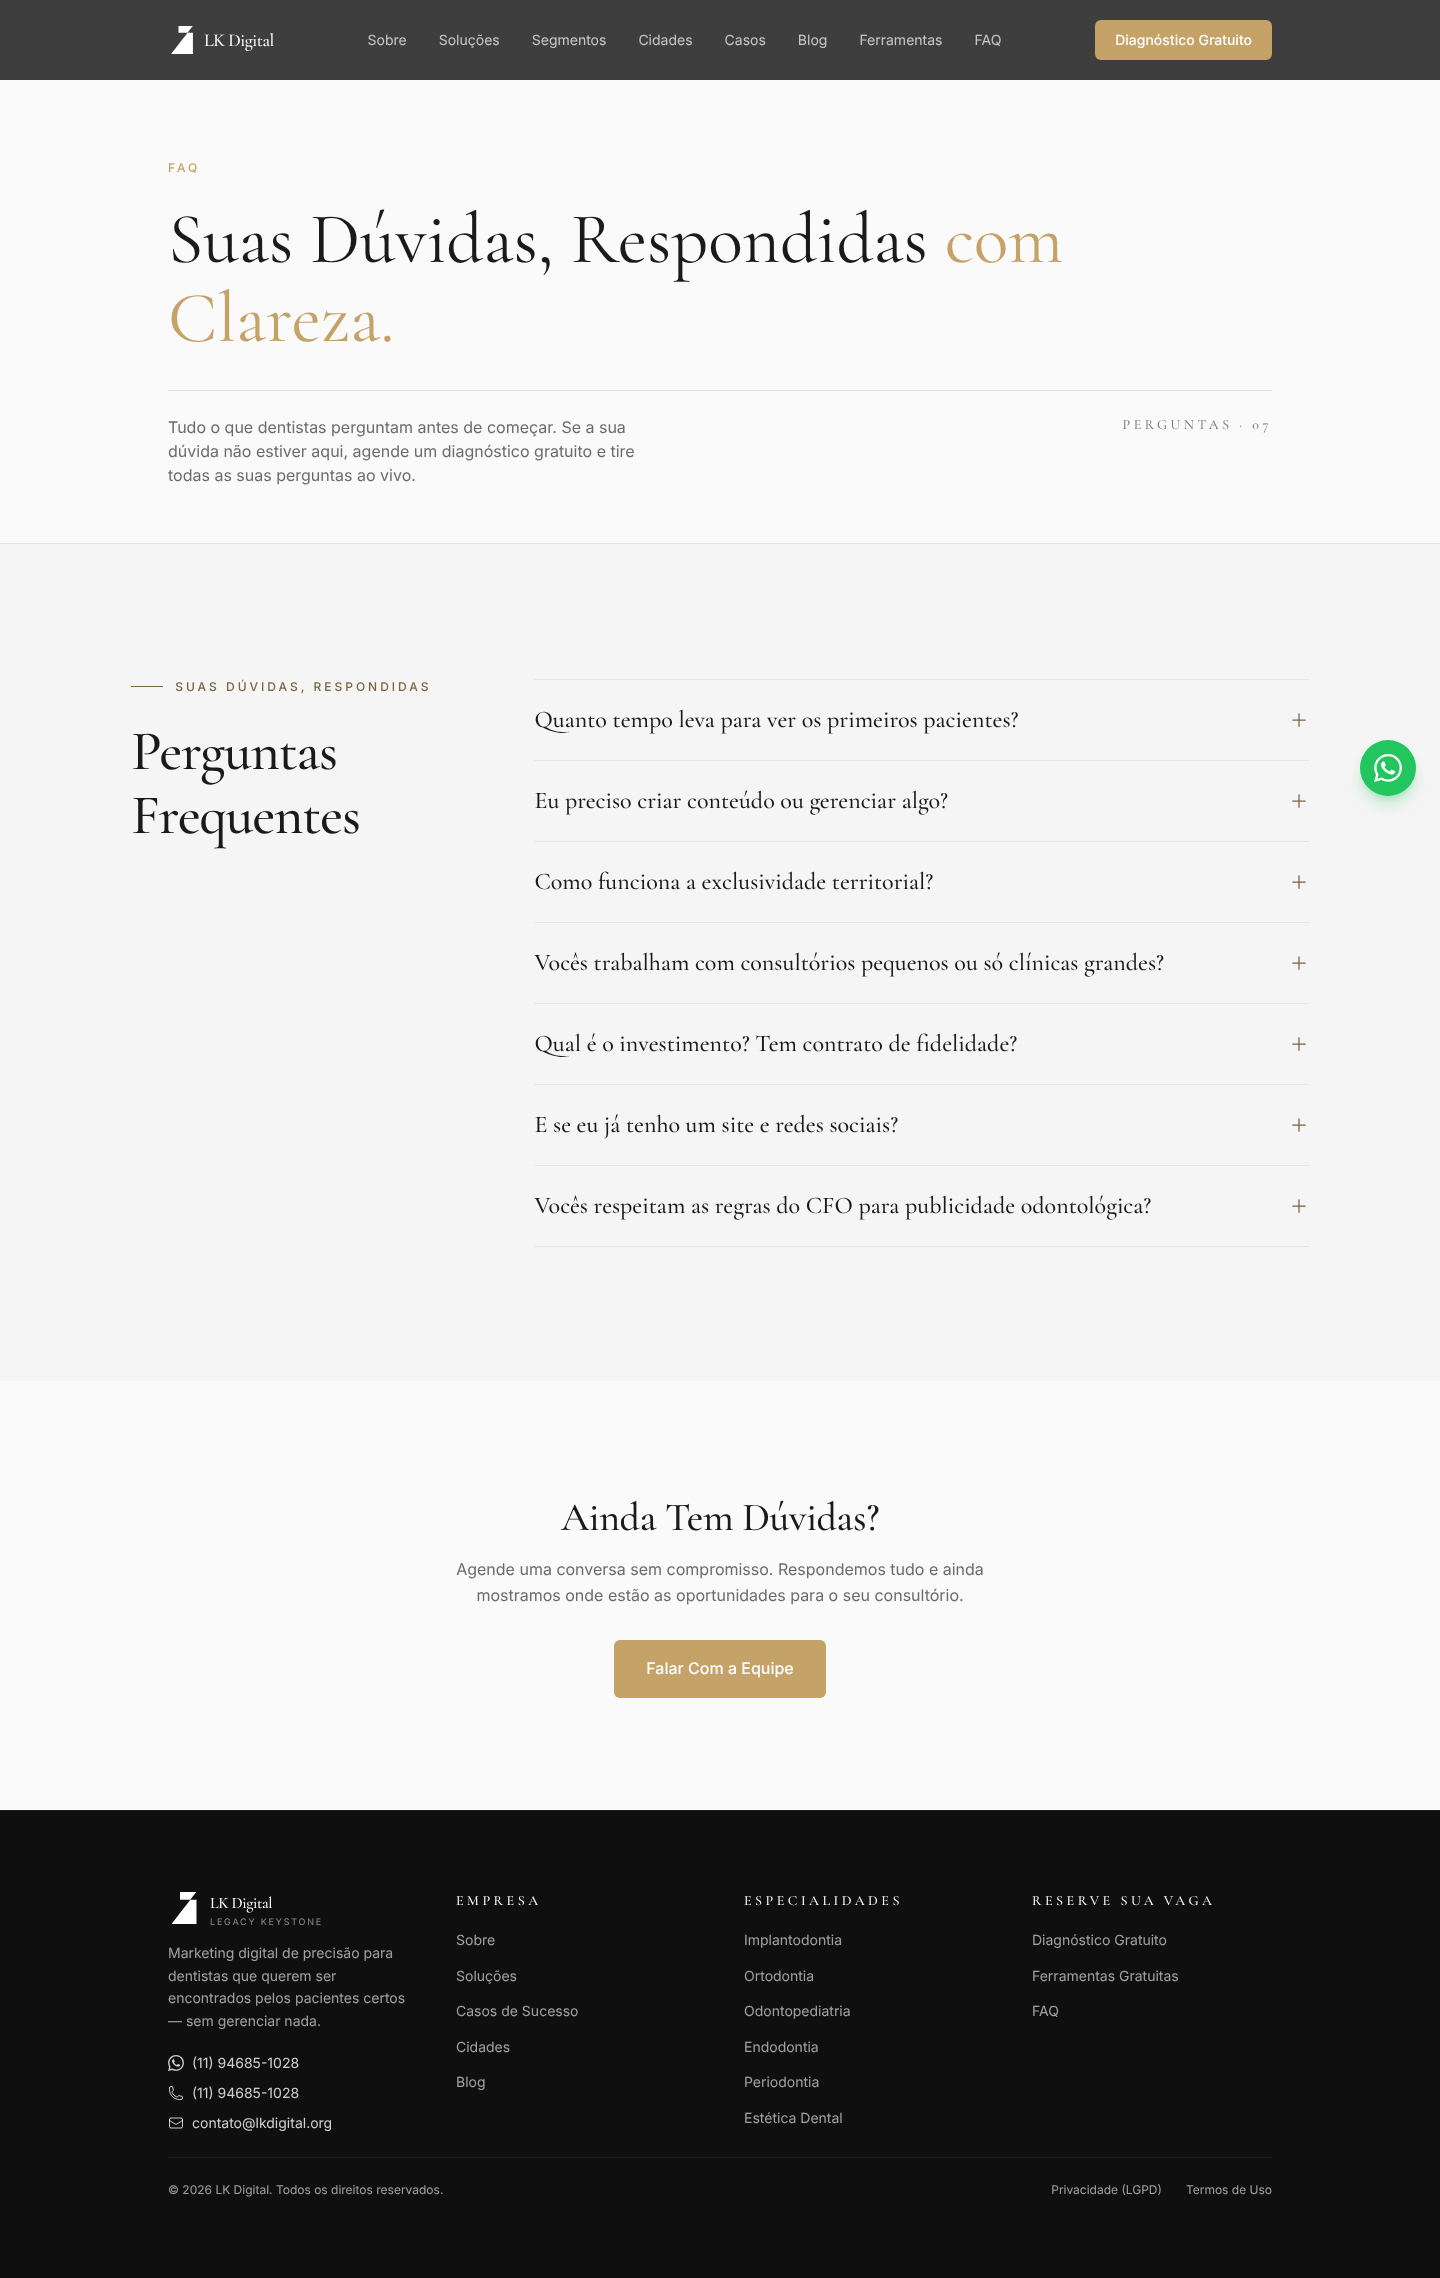 LK Digital
Sobre
Soluções
Segmentos
Cidades
Casos
Blog
Ferramentas
FAQ
Diagnóstico Gratuito
FAQ
Suas Dúvidas, Respondidas com
Clareza.
Tudo o que dentistas perguntam antes de começar. Se a sua
dúvida não estiver aqui, agende um diagnóstico gratuito e tire
todas as suas perguntas ao vivo.
PERGUNTAS · 07
SUAS DÚVIDAS, RESPONDIDAS
Perguntas
Frequentes
Quanto tempo leva para ver os primeiros pacientes?
Eu preciso criar conteúdo ou gerenciar algo?
Como funciona a exclusividade territorial?
Vocês trabalham com consultórios pequenos ou só clínicas grandes?
Qual é o investimento? Tem contrato de fidelidade?
E se eu já tenho um site e redes sociais?
Vocês respeitam as regras do CFO para publicidade odontológica?
Ainda Tem Dúvidas?
Agende uma conversa sem compromisso. Respondemos tudo e ainda
mostramos onde estão as oportunidades para o seu consultório.
Falar Com a Equipe
LK Digital
LEGACY KEYSTONE
Marketing digital de precisão para
dentistas que querem ser
encontrados pelos pacientes certos
— sem gerenciar nada.
(11) 94685-1028
(11) 94685-1028
contato@lkdigital.org
EMPRESA
Sobre
Soluções
Casos de Sucesso
Cidades
Blog
ESPECIALIDADES
Implantodontia
Ortodontia
Odontopediatria
Endodontia
Periodontia
Estética Dental
RESERVE SUA VAGA
Diagnóstico Gratuito
Ferramentas Gratuitas
FAQ
© 2026 LK Digital. Todos os direitos reservados.
Privacidade (LGPD)
Termos de Uso